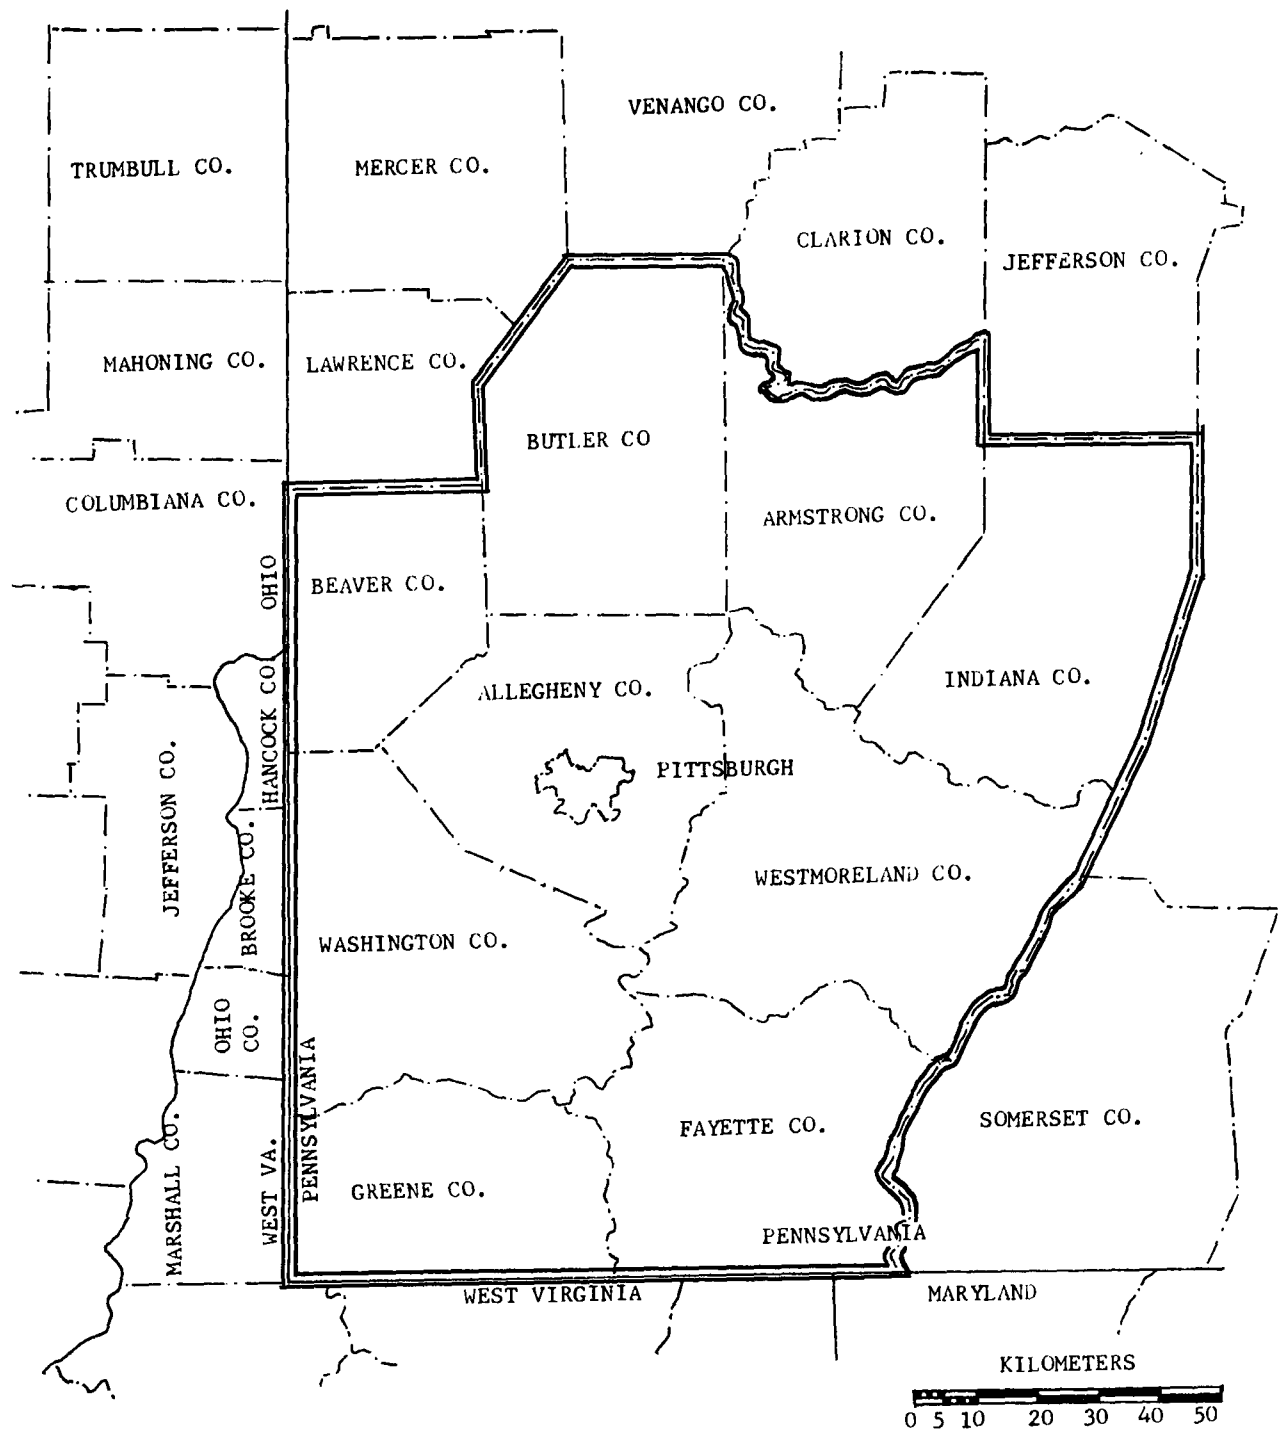 VENANGO CO.
TRUMBULL CO.
MERCER CO.
CLARION CO.
JEFFERSON CO.
MAHONING CO.
LAWRENCE CO.
BUTLER CO
COLUMBIANA CO.
ARMSTRONG CO.
OHIO
BEAVER CO.
HANCOCK CO
ALLEGHENY CO.
INDIANA CO.
JEFFERSON CO.
PITTSBURGH
BROOKE CO.
WESTMORELAND CO.
WASHINGTON CO.
OHIO
CO.
PENNSYLVANIA
FAYETTE CO.
SOMERSET CO.
MARSHALL CO.
WEST VA.
GREENE CO.
PENNSYLVANIA
WEST VIRGINIA
MARYLAND
KILOMETERS
0 5 10 20 30 40 50